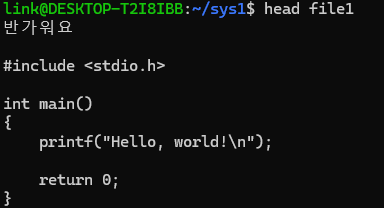 link@DESKTOP-T2I8IBB:~/sys1$ head file1
반가워요
#include <stdio.h>
int main()
{
    printf("Hello, world!\n");
    return 0;
}